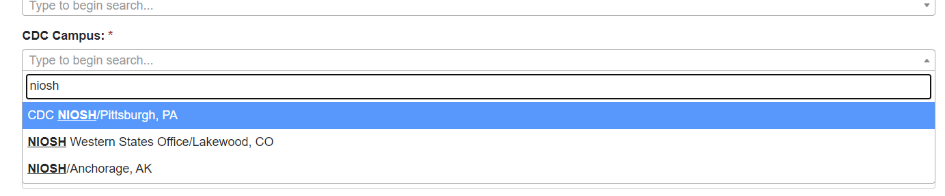 Type to begin search...
CDC Campus: *
Type to begin search...
niosh
CDC NIOSH/Pittsburgh, PA
NIOSH Western States Office/Lakewood, CO
NIOSH/Anchorage, AK